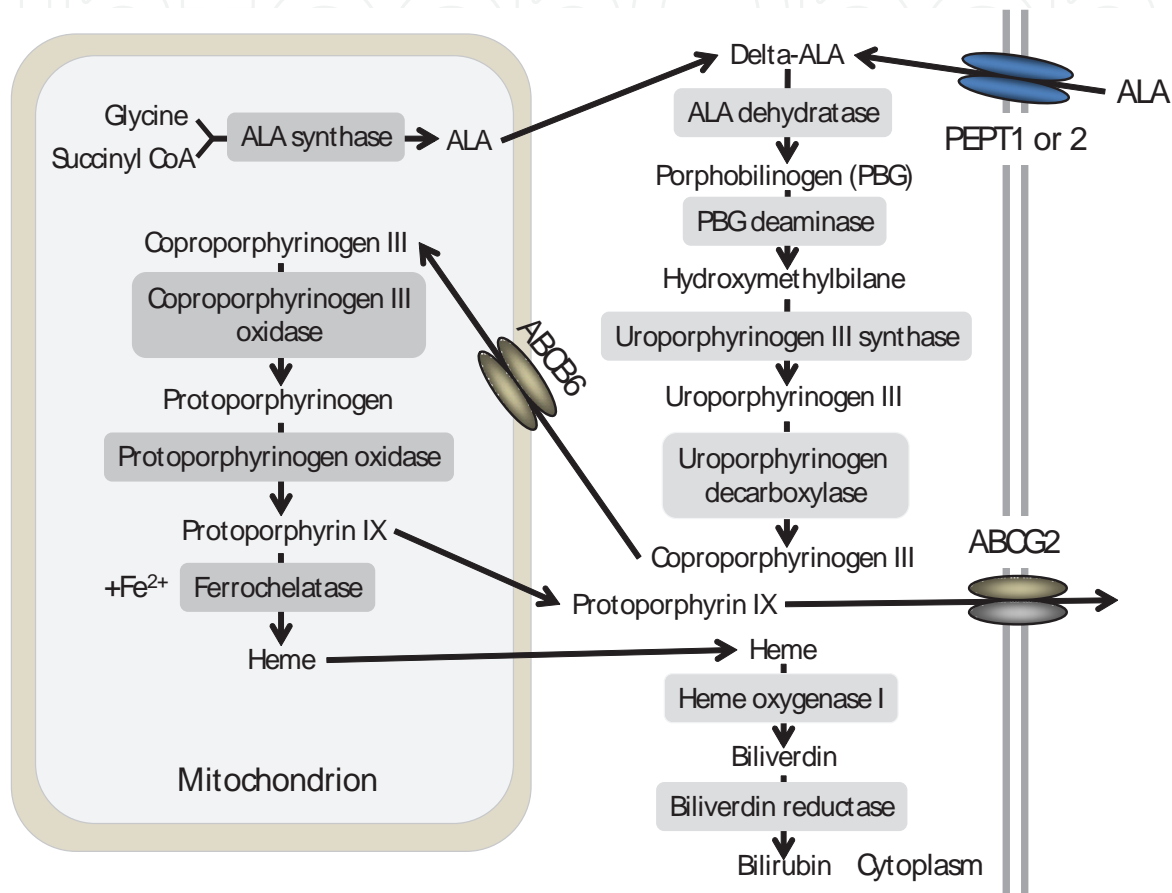 Glycine
Succinyl CoA
ALA synthase
ALA
Coproporphyrinogen III
Coproporphyrinogen III
oxidase
Protoporphyrinogen
Protoporphyrinogen oxidase
Protoporphyrin IX
+Fe²⁺
Ferrochelatase
Heme
Mitochondrion
ABCB6
Delta-ALA
ALA dehydratase
Porphobilinogen (PBG)
PBG deaminase
Hydroxymethylbilane
Uroporphyrinogen III synthase
Uroporphyrinogen III
Uroporphyrinogen
decarboxylase
Coproporphyrinogen III
Protoporphyrin IX
Heme
Heme oxygenase I
Biliverdin
Biliverdin reductase
Bilirubin
Cytoplasm
ALA
PEPT1 or 2
ABCG2